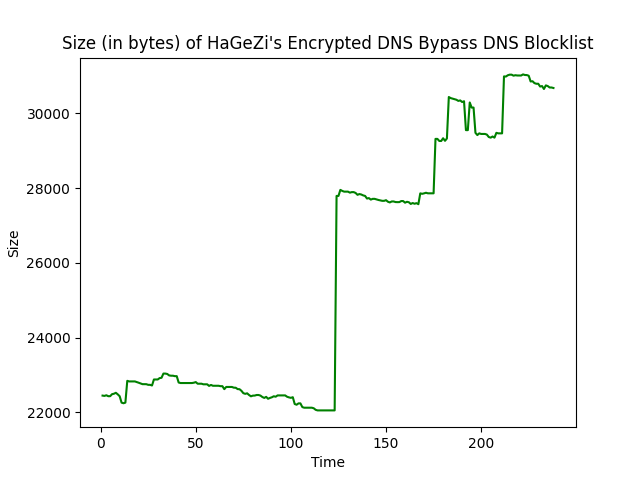 Size (in bytes) of HaGeZi's Encrypted DNS Bypass DNS Blocklist
Size
30000
28000
26000
24000
22000
0 50 100 150 200
Time